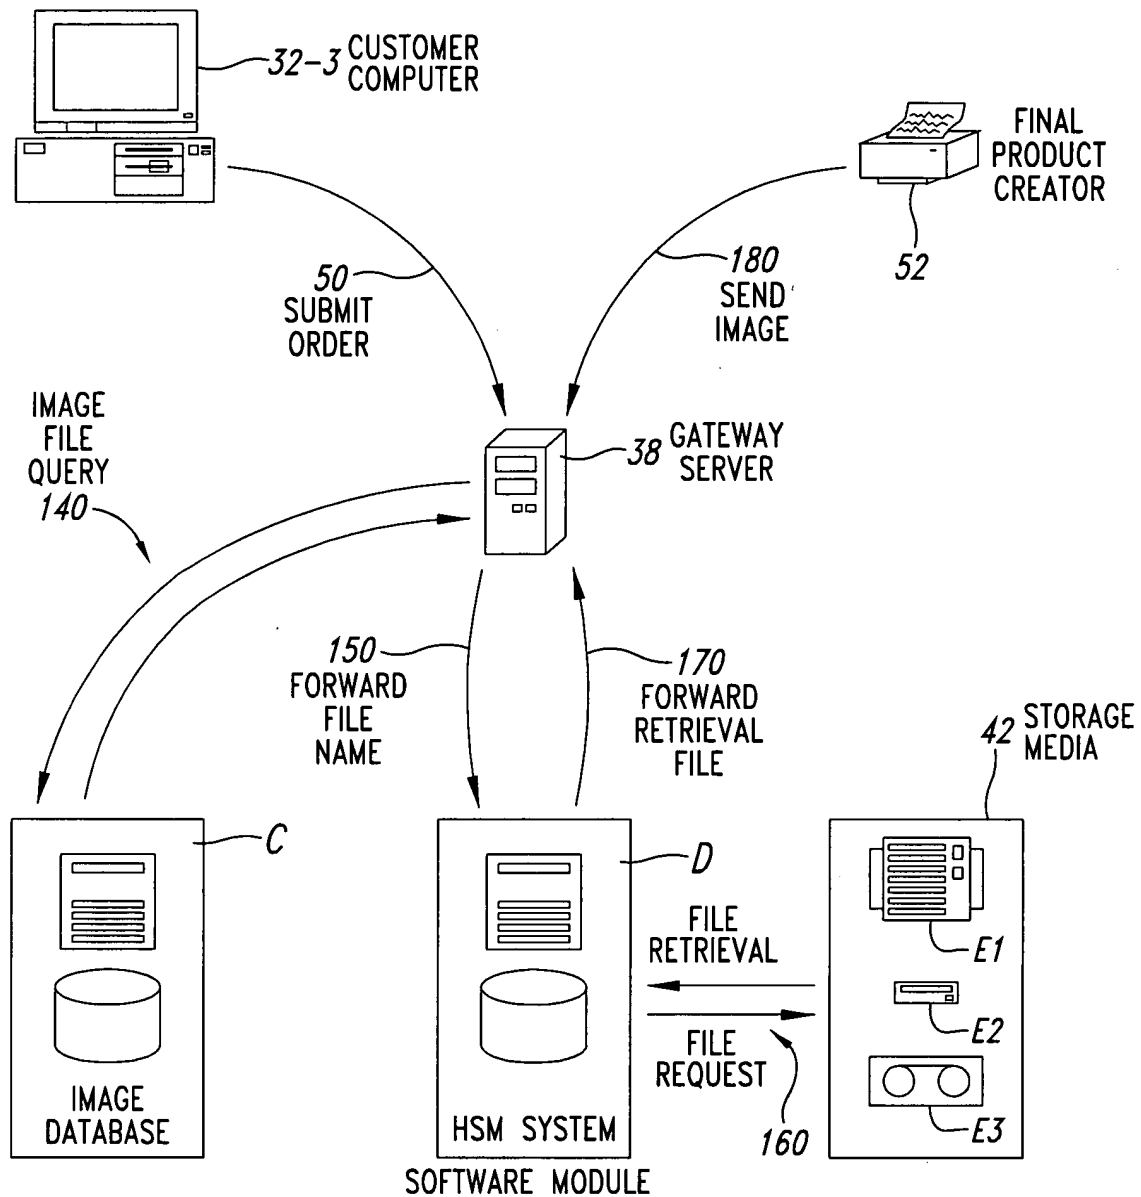 32-3 CUSTOMER
COMPUTER
FINAL
PRODUCT
CREATOR
52
50
SUBMIT
ORDER
180
SEND
IMAGE
IMAGE
FILE
QUERY
140
38 GATEWAY
SERVER
150
FORWARD
FILE
NAME
170
FORWARD
RETRIEVAL
FILE
42 STORAGE
MEDIA
C
D
FILE
RETRIEVAL
E1
E2
FILE
REQUEST
160
E3
IMAGE
DATABASE
HSM SYSTEM
SOFTWARE MODULE